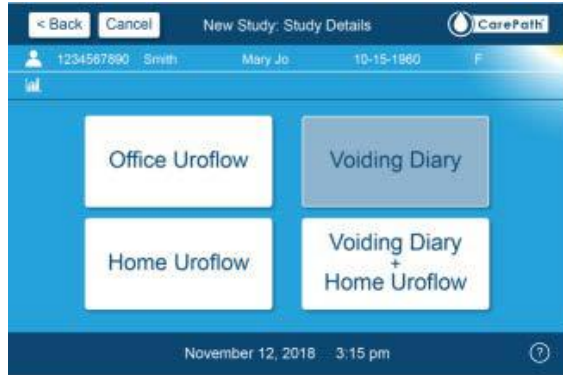 < Back Cancel New Study: Study Details CarePath
1234567890 Smith Mary Jo 10-15-1960 F
Office Uroflow
Voiding Diary
Home Uroflow
Voiding Diary
+
Home Uroflow
November 12, 2018 3:15 pm ?